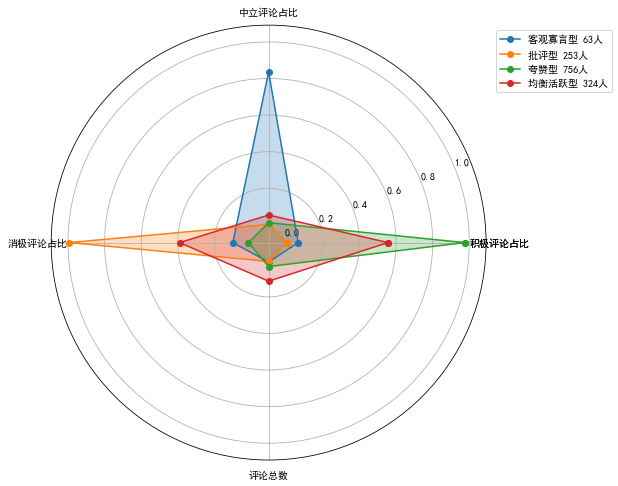 中立评论占比
客观寡言型 63人
批评型 253人
夸赞型 756人
均衡活跃型 324人
1.0
0.8
0.6
0.4
0.2
0.0
消极评论占比
积极评论占比
评论总数